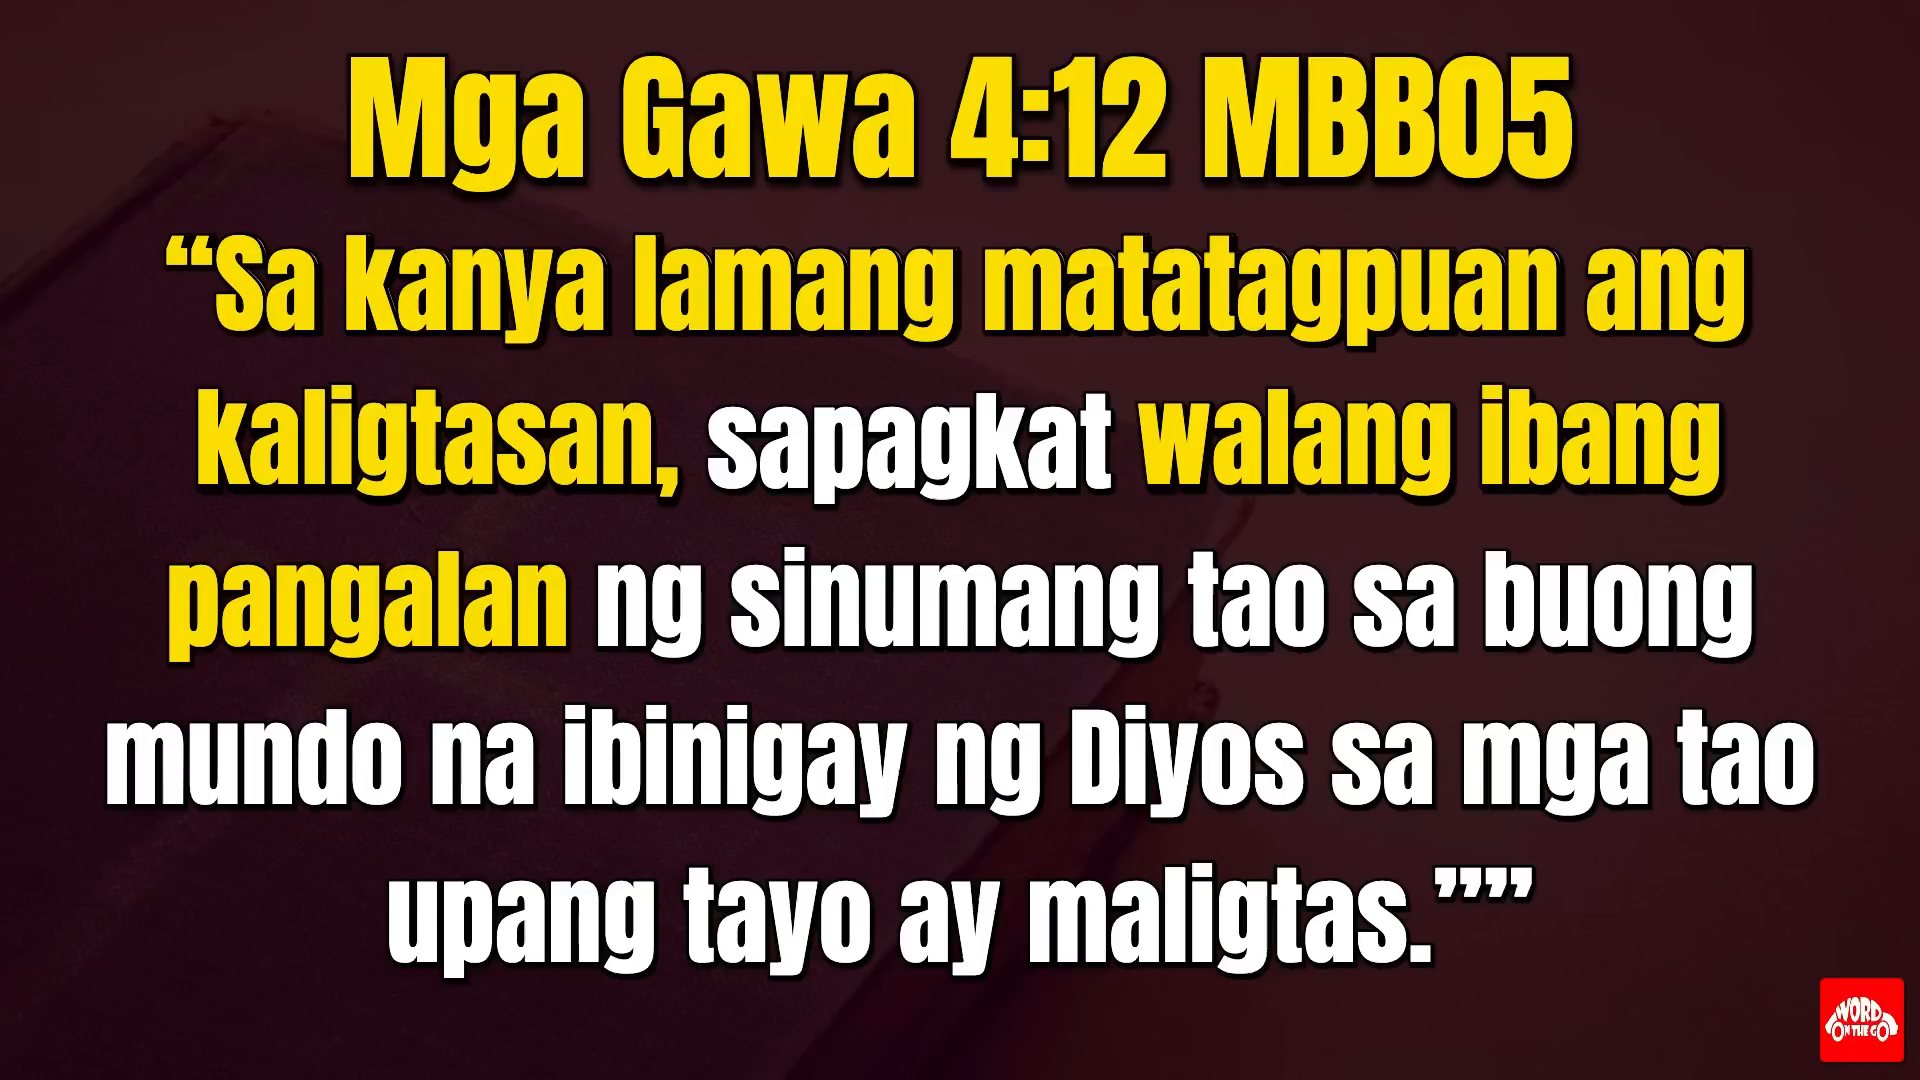 Mga Gawa 4:12 MBB05
“Sa kanya lamang matatagpuan ang
kaligtasan, sapagkat walang ibang
pangalan ng sinumang tao sa buong
mundo na ibinigay ng Diyos sa mga tao
upang tayo ay maligtas.””
WORD
ON THE GO